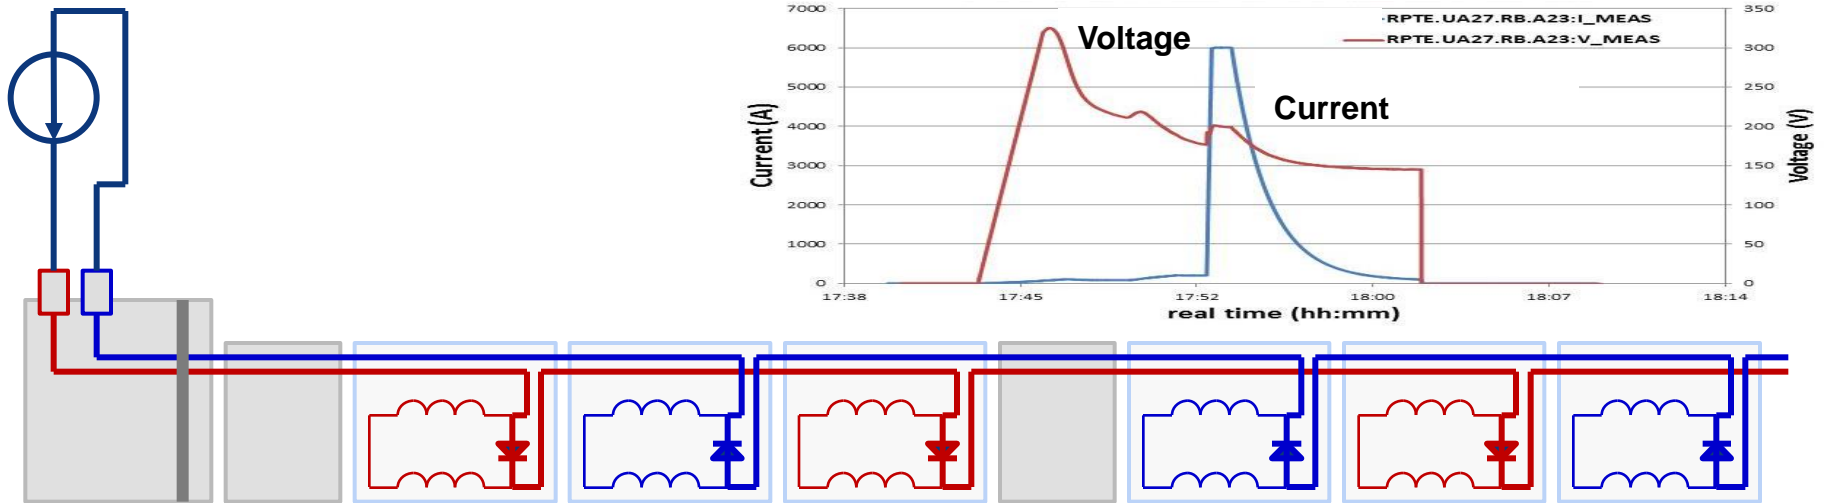 7000
6000
5000
4000
3000
2000
1000
0
Current (A)
350
300
250
200
150
100
50
0
Voltage (V)
RPTE.UA27.RB.A23:I_MEAS
RPTE.UA27.RB.A23:V_MEAS
Voltage
Current
17:38 17:45 17:52 18:00 18:07 18:14
real time (hh:mm)